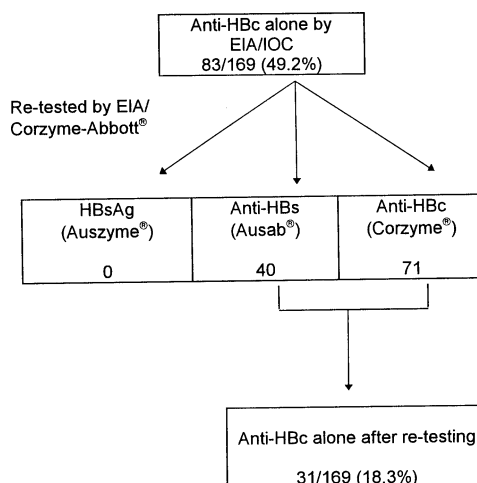 Anti-HBc alone by
EIA/IOC
83/169 (49.2%)
Re-tested by EIA/
Corzyme-Abbott®
HBsAg
(Auszyme®)
0
Anti-HBs
(Ausab®)
40
Anti-HBc
(Corzyme®)
71
Anti-HBc alone after re-testing
31/169 (18.3%)